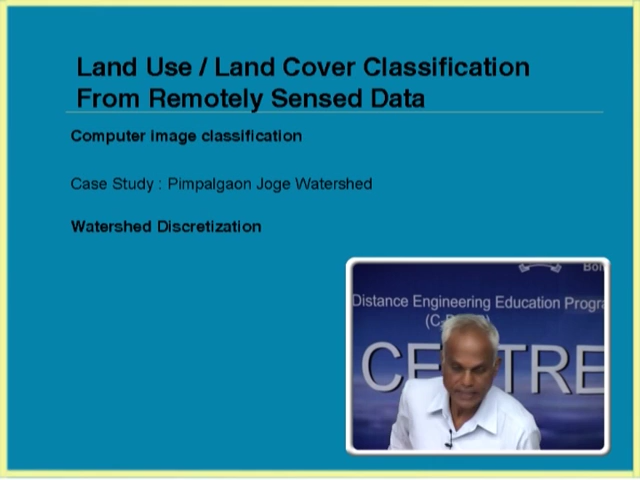 Land Use / Land Cover Classification
From Remotely Sensed Data
Computer image classification
Case Study : Pimpalgaon Joge Watershed
Watershed Discretization
Distance Engineering Education
CE TRE